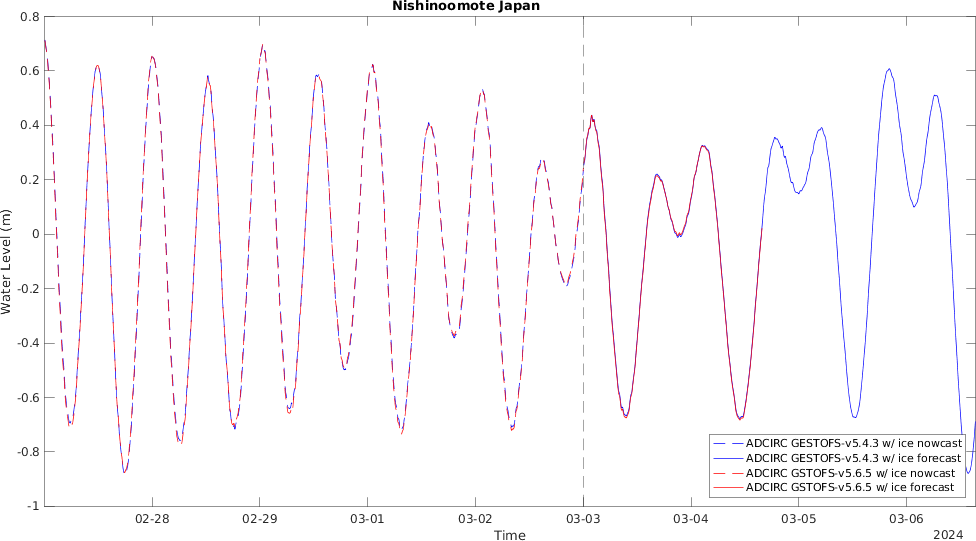 Nishinoomote Japan
0.8
0.6
0.4
0.2
0
-0.2
-0.4
-0.6
-0.8
-1
Water Level (m)
ADCIRC GESTOFS-v5.4.3 w/ ice nowcast
ADCIRC GESTOFS-v5.4.3 w/ ice forecast
ADCIRC GSTOFS-v5.6.5 w/ ice nowcast
ADCIRC GSTOFS-v5.6.5 w/ ice forecast
02-28 02-29 03-01 03-02 03-03 03-04 03-05 03-06
Time
2024